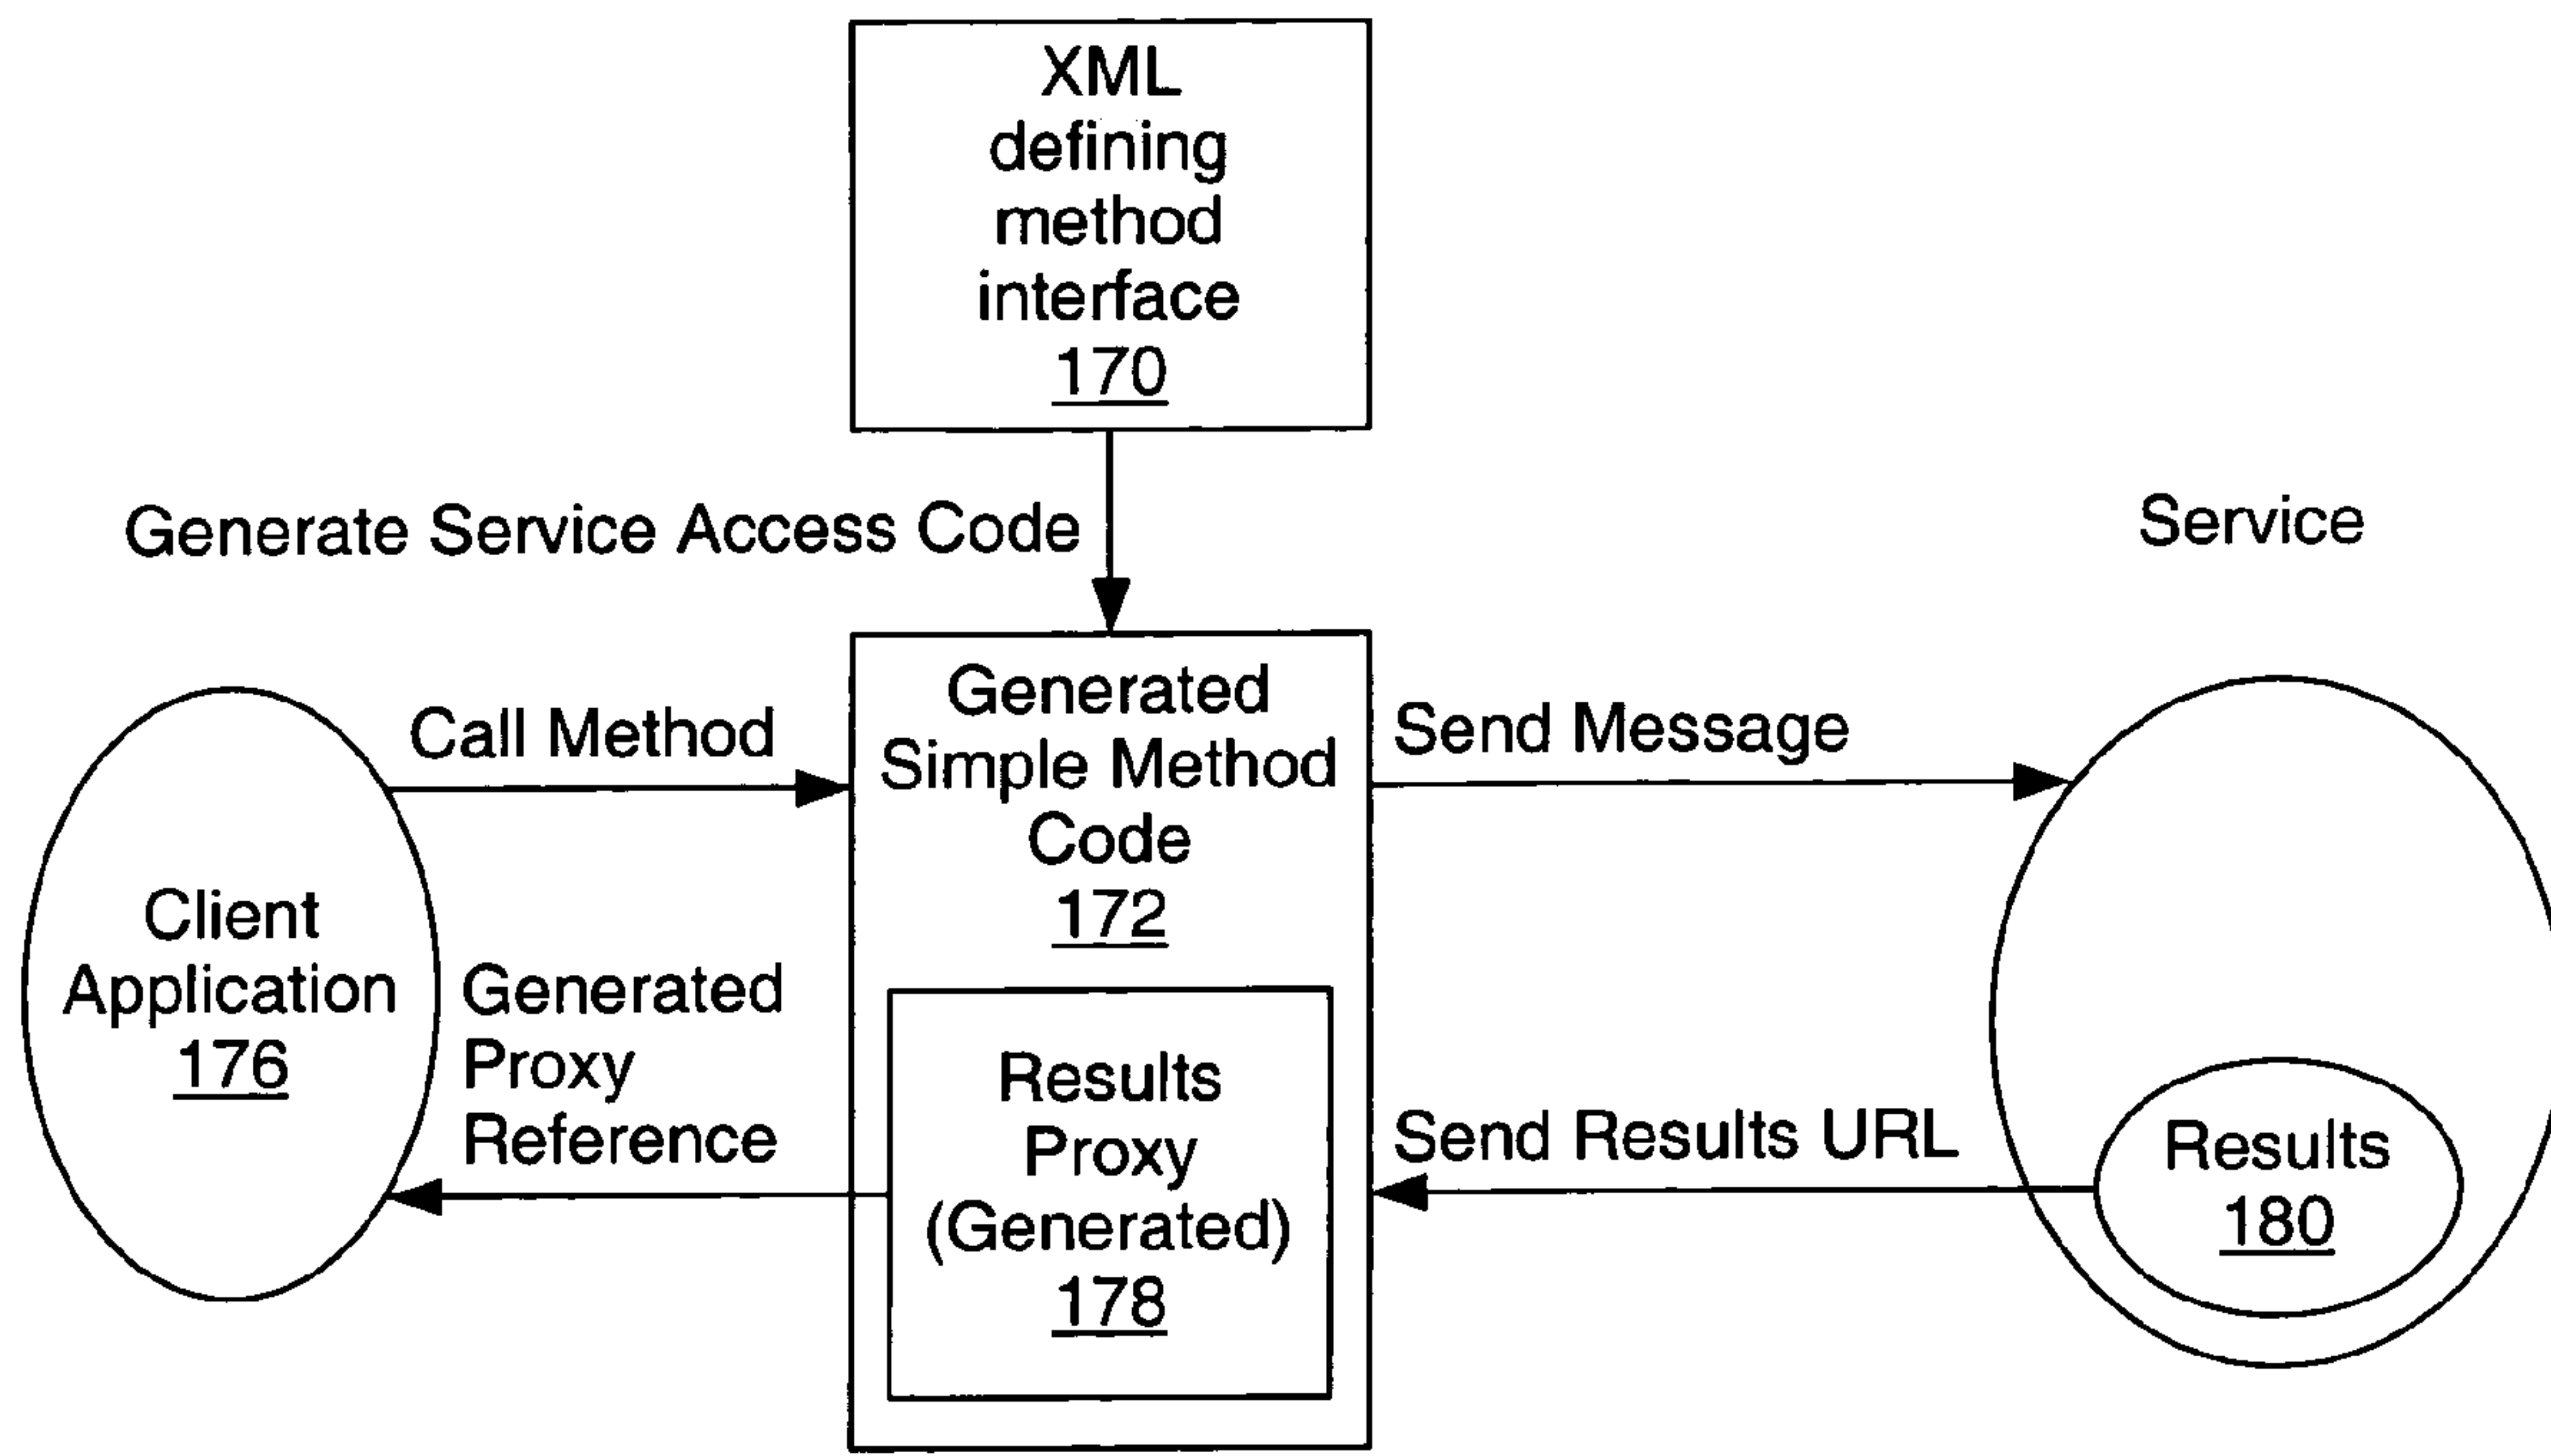 XML
defining
method
interface
170
Generate Service Access Code
Service
Generated
Simple Method
Code
172
Call Method
Send Message
Client
Application
176
Generated
Proxy
Reference
Results
Proxy
(Generated)
178
Send Results URL
Results
180